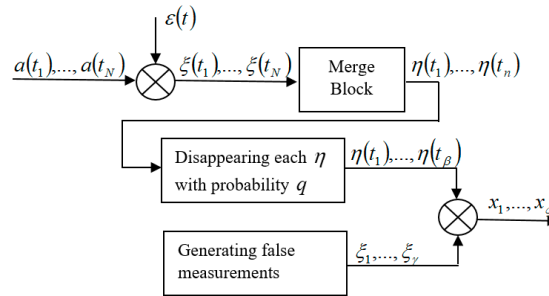 ε(t)
a(t₁),..., a(t_N)
ξ(t₁),..., ξ(t_N)
Merge
Block
η(t₁),..., η(t_n)
Disappearing each η
with probability q
η(t₁),..., η(t_β)
x₁,..., x
Generating false
measurements
ξ₁,..., ξ_γ